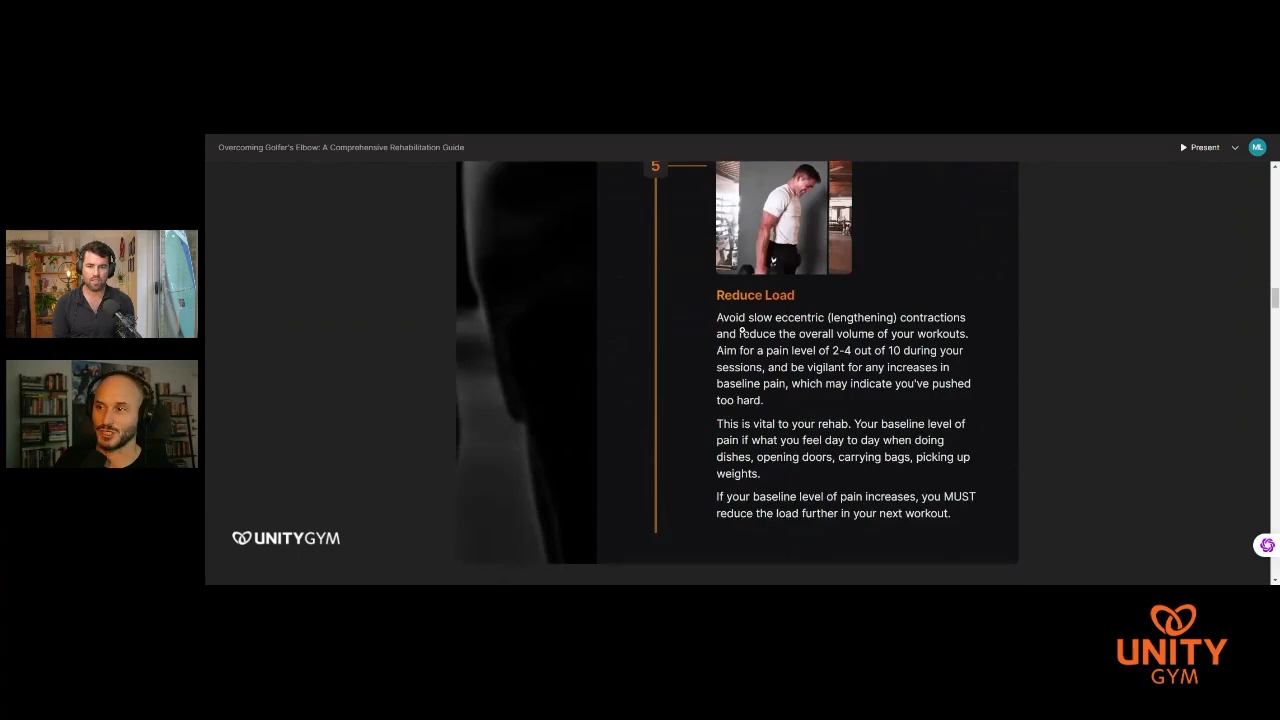 Overcoming Golfer's Elbow: A Comprehensive Rehabilitation Guide
Present
ML
5
Reduce Load
Avoid slow eccentric (lengthening) contractions
and reduce the overall volume of your workouts.
Aim for a pain level of 2-4 out of 10 during your
sessions, and be vigilant for any increases in
baseline pain, which may indicate you've pushed
too hard.
This is vital to your rehab. Your baseline level of
pain if what you feel day to day when doing
dishes, opening doors, carrying bags, picking up
weights.
If your baseline level of pain increases, you MUST
reduce the load further in your next workout.
UNITYGYM
UNITY
GYM